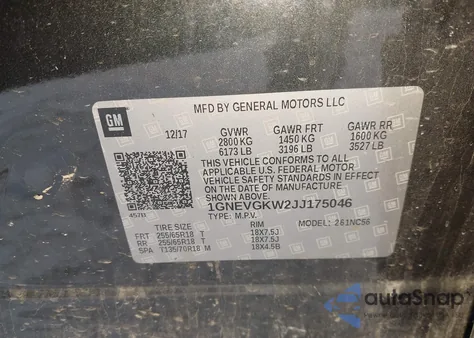 MFD BY GENERAL MOTORS LLC
GM
12/17 GVWR GAWR FRT GAWR RR
2800 KG 1450 KG 1600 KG
6173 LB 3196 LB 3527 LB
THIS VEHICLE CONFORMS TO ALL
APPLICABLE U.S. FEDERAL MOTOR
VEHICLE SAFETY STANDARDS IN EFFECT
ON THE DATE OF MANUFACTURE SHOWN ABOVE.
1GNEVGKW2JJ175046
TYPE: M.P.V. MODEL: 261NC56
TIRE SIZE RIM
FRT 255/65R18 T 18X7.5J
RR 255/65R18 T 18X7.5J
SPA T135/70R18 M 18X4.5B
autoSnap